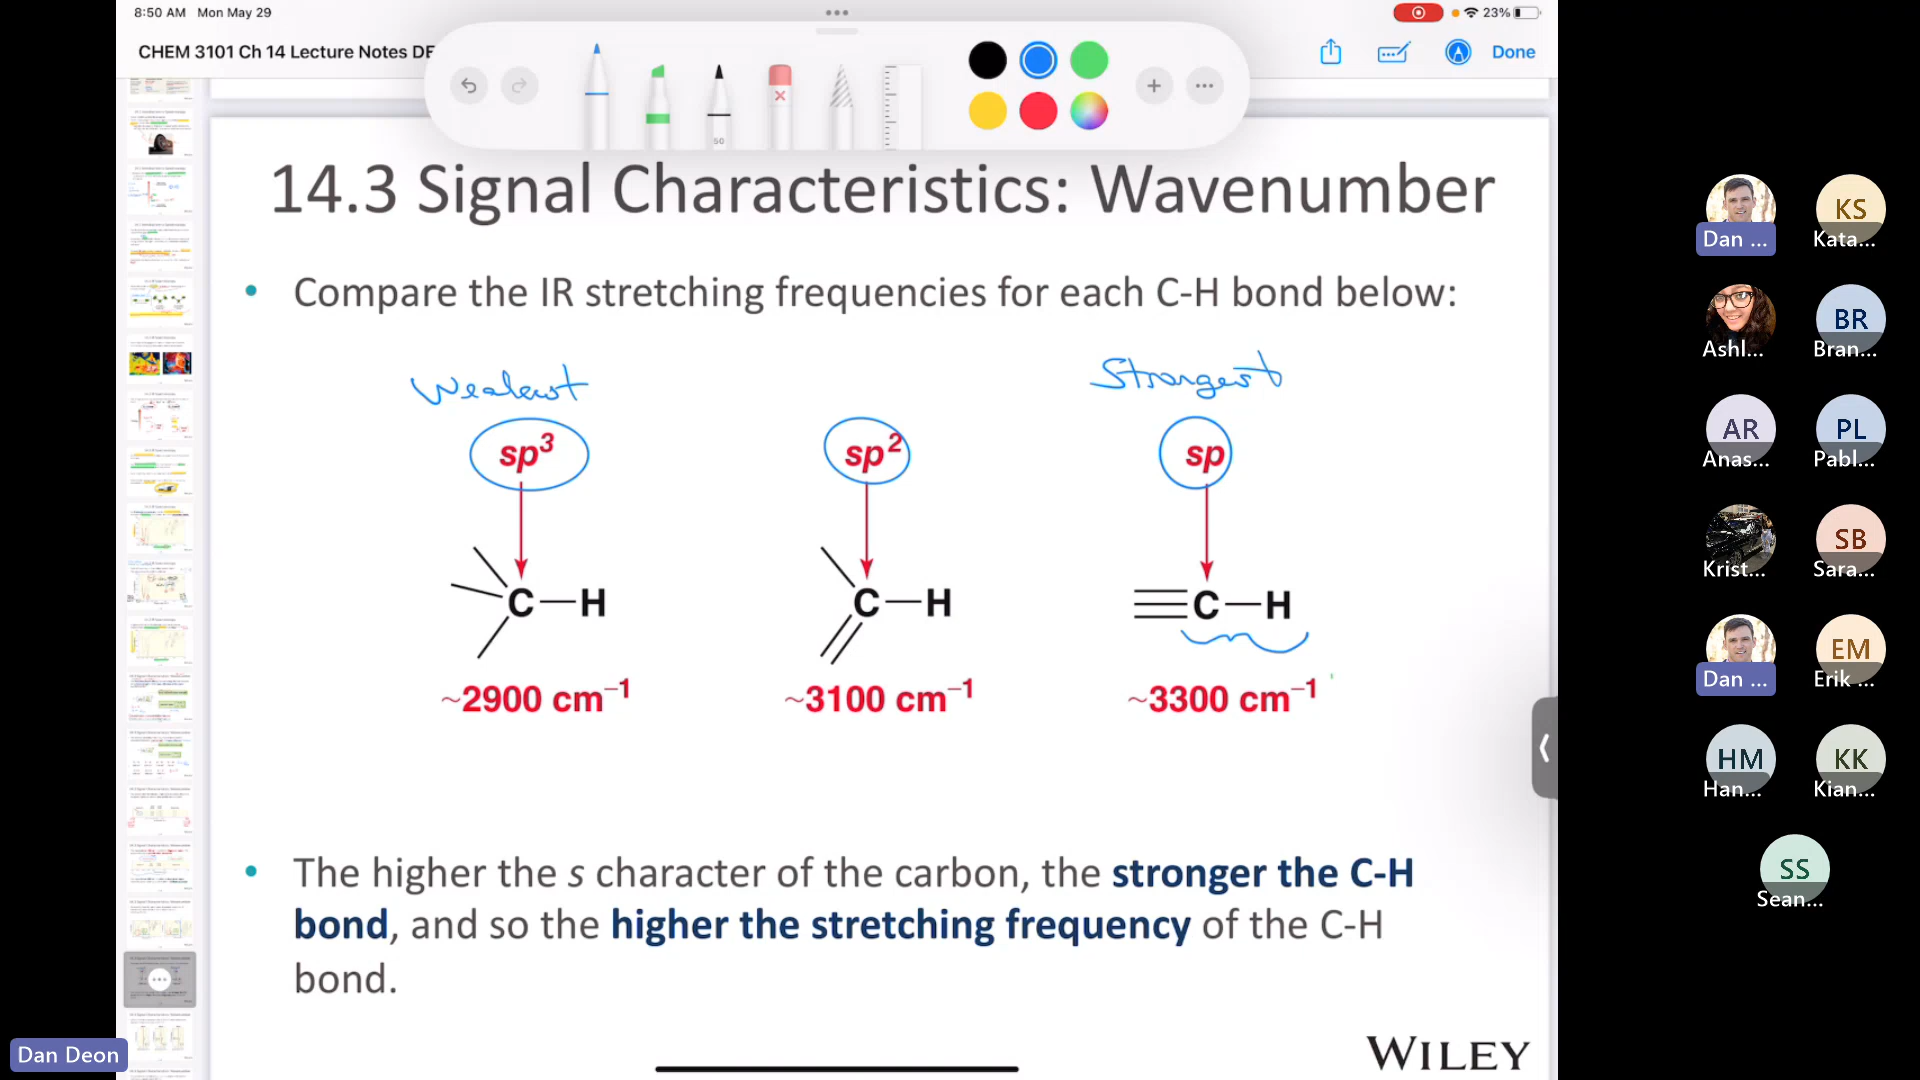 8:50 AM Mon May 29
23%
CHEM 3101 Ch 14 Lecture Notes DE
50
Done
14.3 Signal Characteristics: Wavenumber
• Compare the IR stretching frequencies for each C-H bond below:
Weakest
Strongest
sp³
sp²
sp
C—H
C—H
≡C—H
~2900 cm⁻¹
~3100 cm⁻¹
~3300 cm⁻¹
• The higher the s character of the carbon, the stronger the C-H
bond, and so the higher the stretching frequency of the C-H
bond.
WILEY
Dan Deon
Dan ...
KS
Kata...
Ashl...
BR
Bran...
AR
Anas...
PL
Pabl...
Krist...
SB
Sara...
Dan ...
EM
Erik ...
HM
Han...
KK
Kian...
SS
Sean...